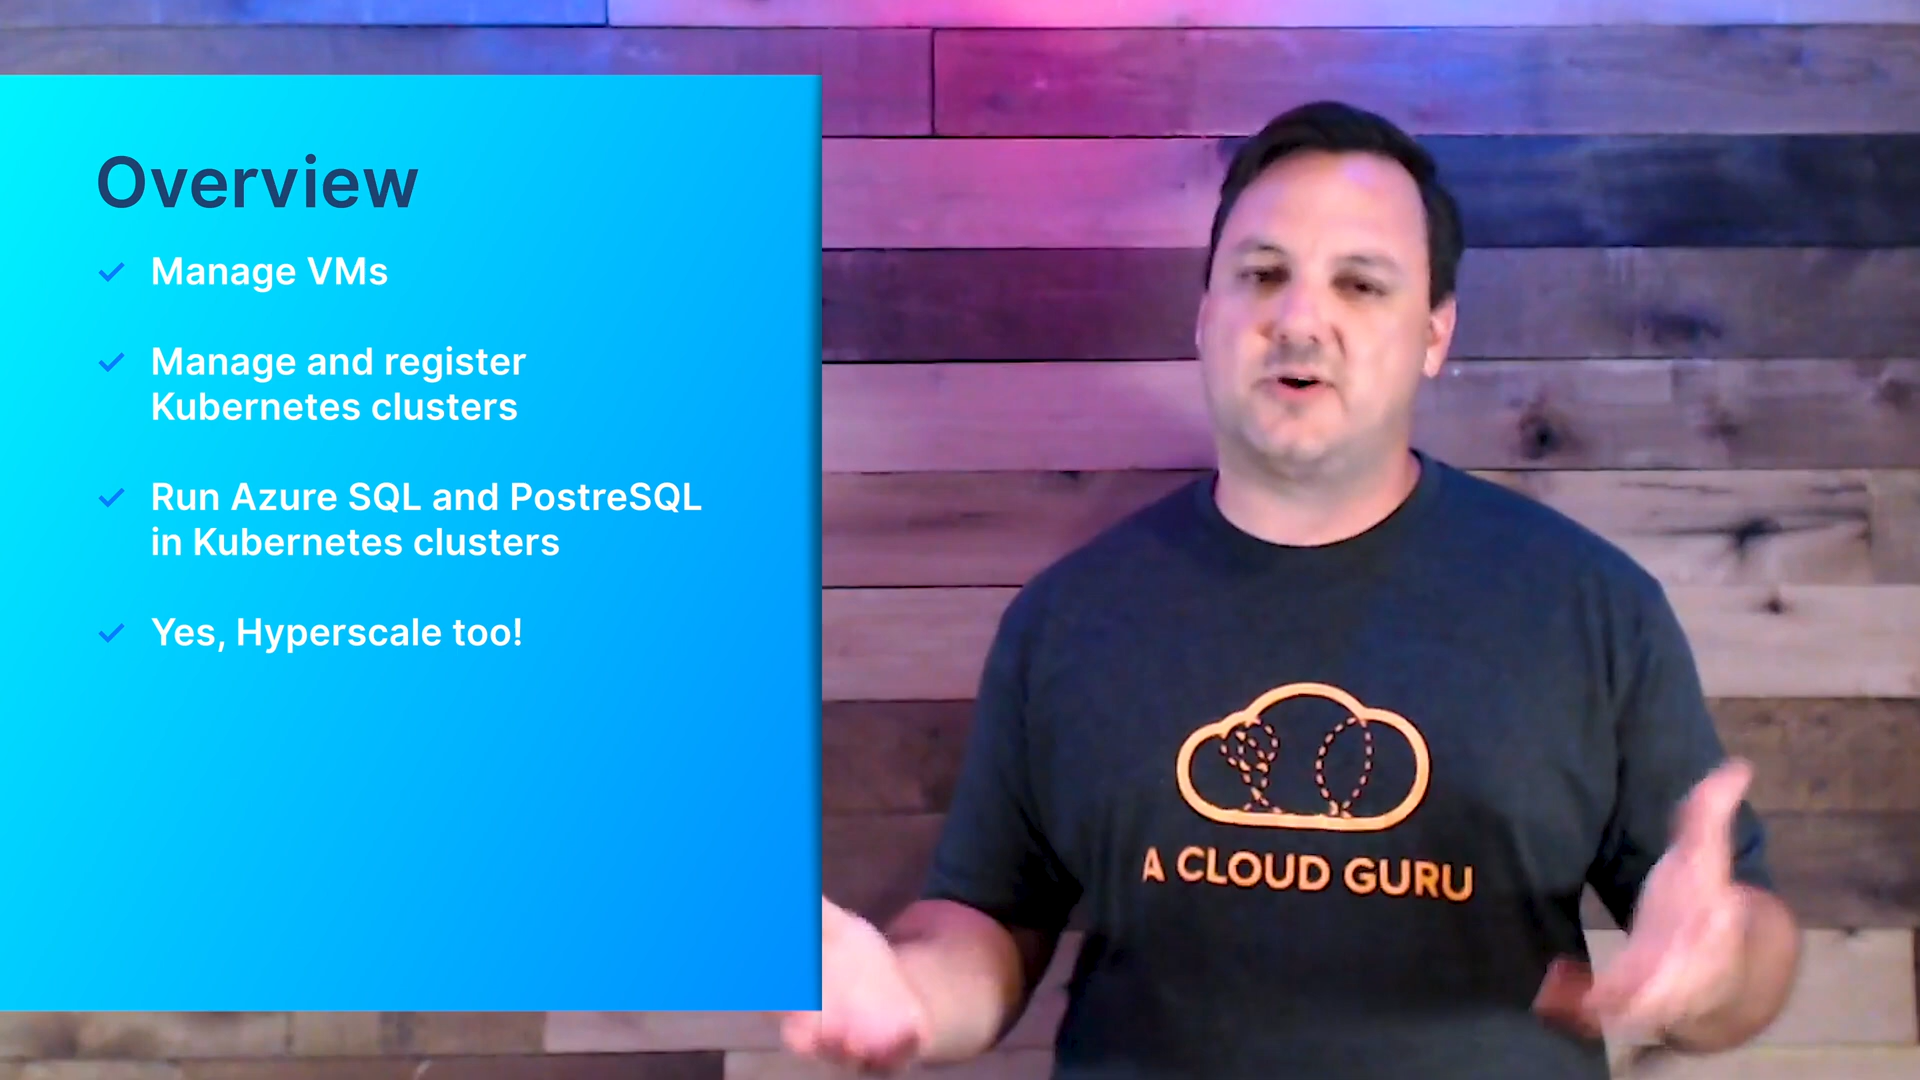 Overview
Manage VMs
Manage and register
Kubernetes clusters
Run Azure SQL and PostreSQL
in Kubernetes clusters
Yes, Hyperscale too!
A CLOUD GURU